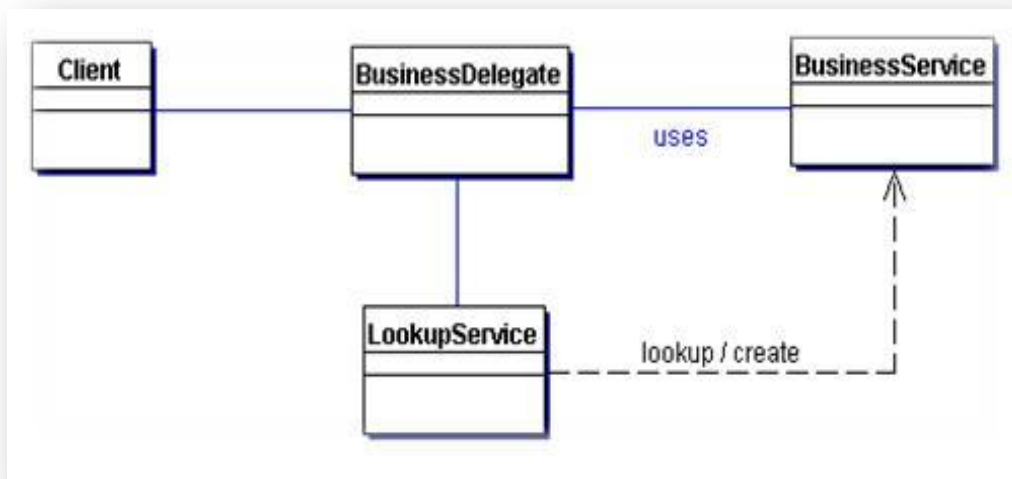 Client
BusinessDelegate
BusinessService
uses
LookupService
lookup / create